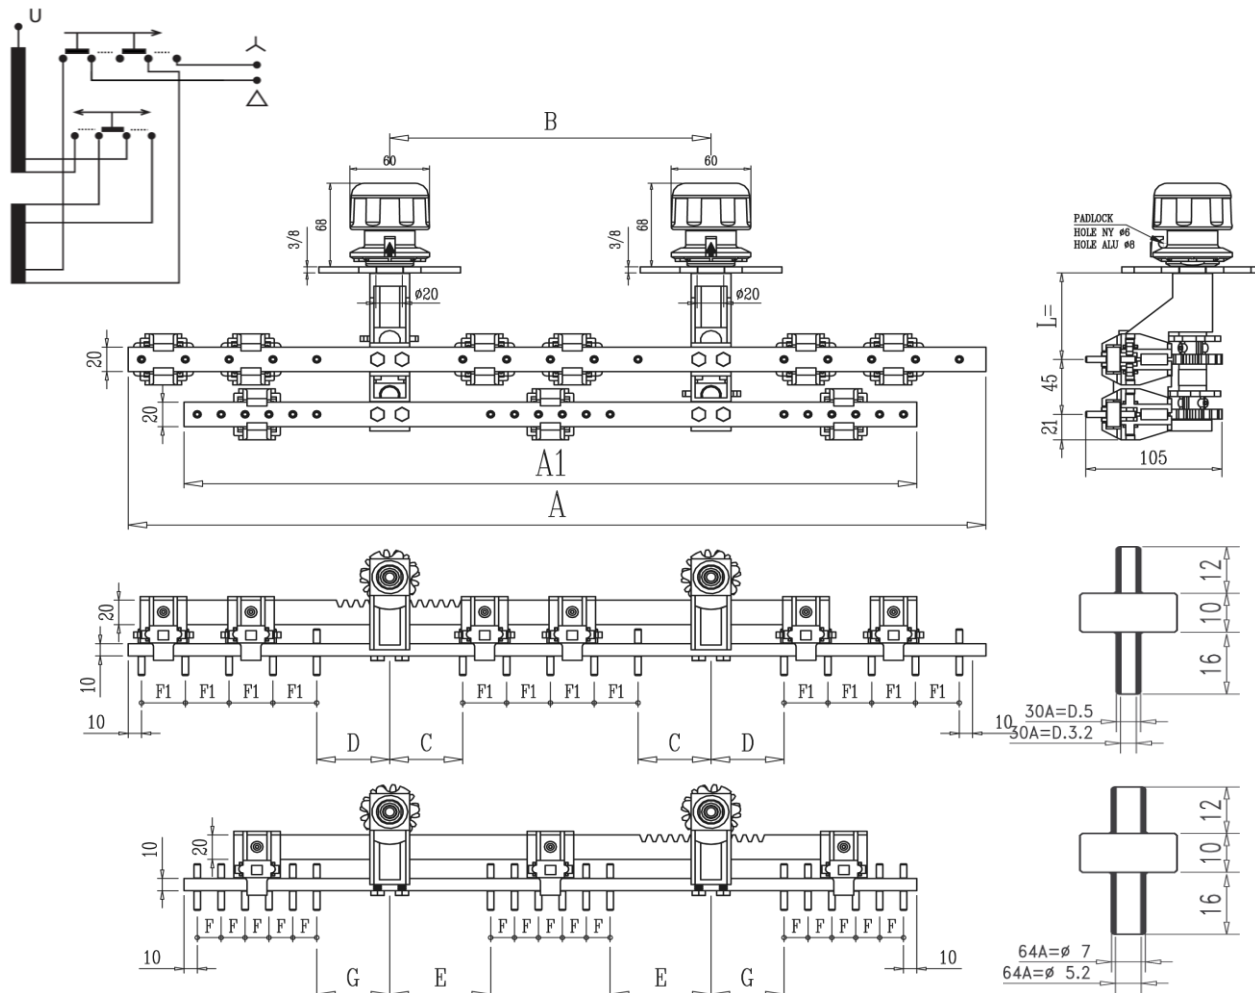 U
B
60
60
68
68
3/8
3/8
ø20
ø20
20
20
A1
A
PADLOCK
HOLE NY ø6
HOLE ALU ø8
L=
45
21
105
20
10
F1 F1 F1 F1
F1 F1 F1 F1
F1 F1 F1 F1
10
10
D
C
C
D
12
10
16
30A=D.5
30A=D.3.2
10
20
F F F F F
F F F F F
F F F F F
10
10
G
E
E
G
12
10
16
64A=ø 7
64A=ø 5.2